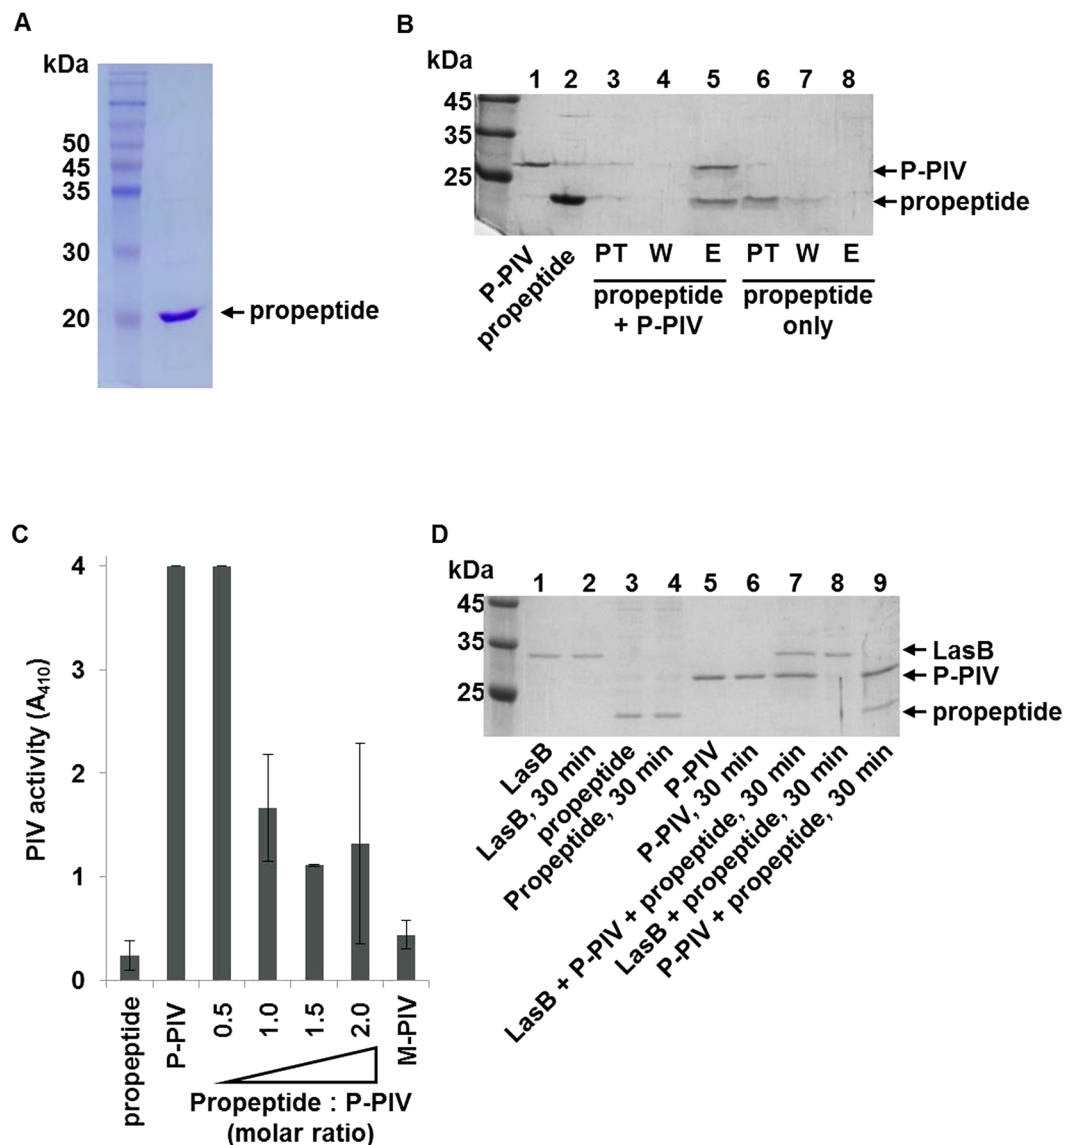 A
kDa
50
45
35
30
20
propeptide
B
kDa
1 2 3 4 5 6 7 8
45
35
25
P-PIV
propeptide
P-PIV
propeptide
PT W E PT W E
propeptide
+ P-PIV
propeptide
only
C
PIV activity (A410)
4
3
2
1
0
propeptide
P-PIV
0.5
1.0
1.5
2.0
M-PIV
Propeptide : P-PIV
(molar ratio)
D
kDa
1 2 3 4 5 6 7 8 9
45
35
25
LasB
P-PIV
propeptide
LasB
LasB, 30 min
propeptide
Propeptide, 30 min
P-PIV
P-PIV, 30 min
LasB + P-PIV + propeptide, 30 min
LasB + propeptide, 30 min
P-PIV + propeptide, 30 min